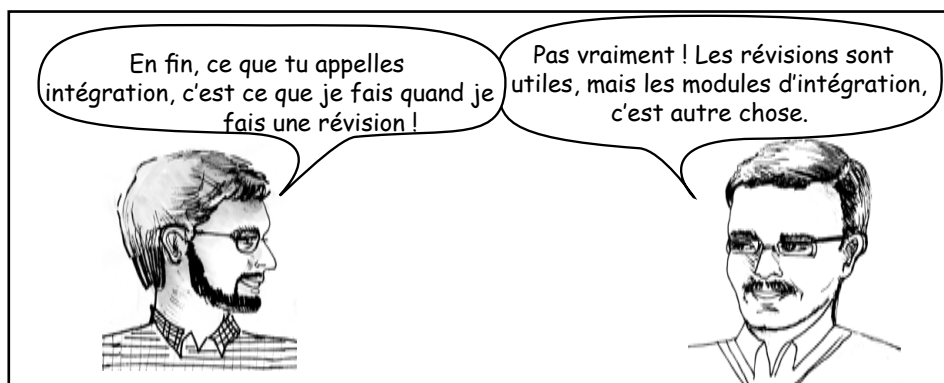 En fin, ce que tu appelles
intégration, c'est ce que je fais quand je
fais une révision !
Pas vraiment ! Les révisions sont
utiles, mais les modules d'intégration,
c'est autre chose.